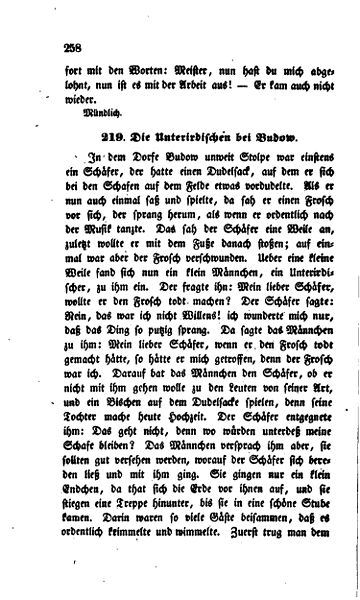 258
fort mit den Worten: Meister, nun hast du mich abge-
lohnt, nun ist es mit der Arbeit aus! — Er kam auch nicht
wieder.
Mündlich.
219. Die Unterirdischen bei Budow.
In dem Dorfe Budow unweit Stolpe war einstens
ein Schäfer, der hatte einen Dudelsack, auf dem er sich
bei den Schafen auf dem Felde etwas vordudelte. Als er
nun auch einmal saß und spielte, da sah er einen Frosch
vor sich, der sprang herum, als wenn er ordentlich nach
der Musik tanzte. Das sah der Schäfer eine Weile an,
zuletzt wollte er mit dem Fuße danach stoßen; auf ein-
mal war aber der Frosch verschwunden. Ueber eine kleine
Weile fand sich nun ein klein Männchen, ein Unterirdi-
scher, zu ihm ein. Der fragte ihn: Mein lieber Schäfer,
wollte er den Frosch todt machen? Der Schäfer sagte:
Nein, das war ich nicht Willens! ich wunderte mich nur,
daß das Ding so putzig sprang. Da sagte das Männchen
zu ihm: Mein lieber Schäfer, wenn er den Frosch todt
gemacht hätte, so hätte er mich getroffen, denn der Frosch
war ich. Darauf bat das Männchen den Schäfer, ob er
nicht mit ihm gehen wolle zu den Leuten von seiner Art,
und ein Bischen auf dem Dudelsacke spielen, denn seine
Tochter mache heute Hochzeit. Der Schäfer entgegnete
ihm: Das geht nicht, denn wo würden unterdeß meine
Schafe bleiben? Das Männchen versprach ihm aber, sie
sollten gut versehen werden, worauf der Schäfer sich bere-
den ließ und mit ihm ging. Sie gingen nur ein klein
Endchen, da that sich die Erde vor ihnen auf, und sie
stiegen eine Treppe hinunter, bis sie in eine schöne Stube
kamen. Darin waren so viele Gäste beisammen, daß es
ordentlich krimmelte und wimmelte. Zuerst trug man dem